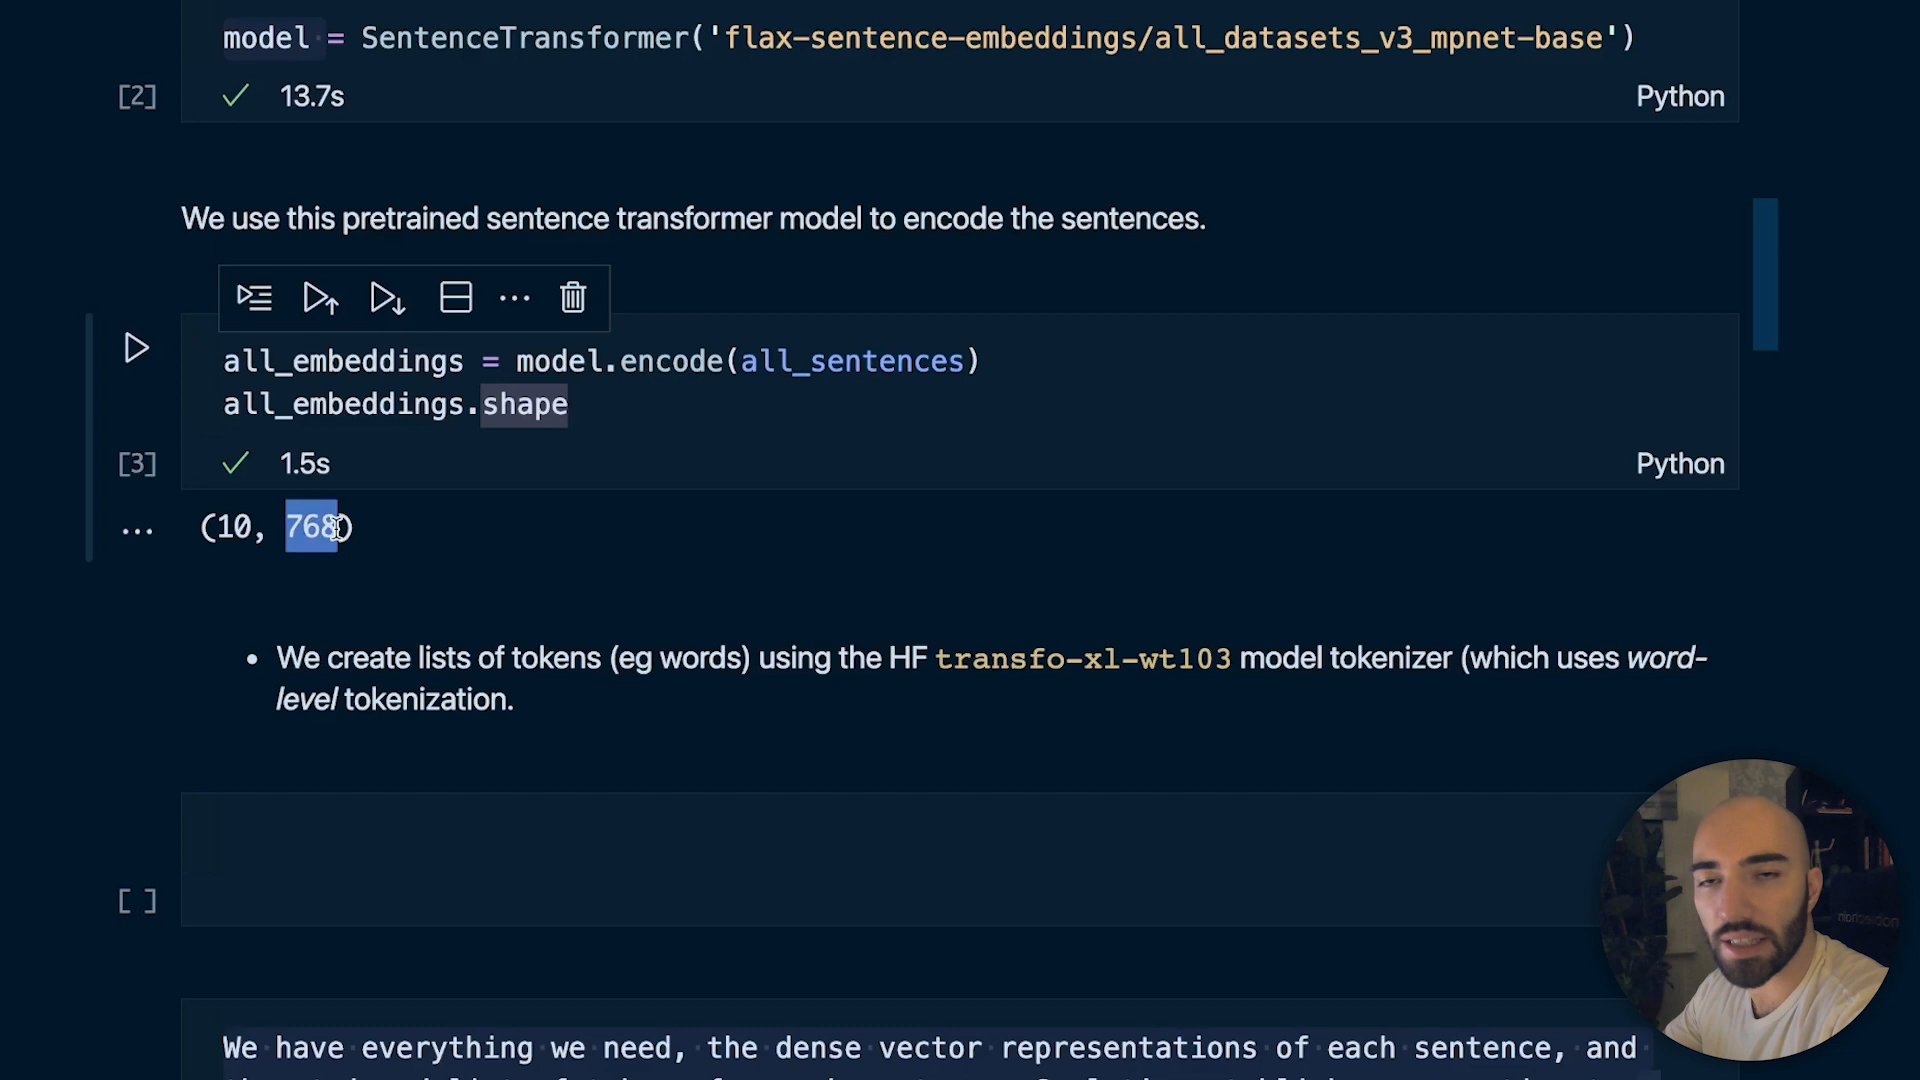 model = SentenceTransformer('flax-sentence-embeddings/all_datasets_v3_mpnet-base')
[2] 13.7s Python
We use this pretrained sentence transformer model to encode the sentences.
all_embeddings = model.encode(all_sentences)
all_embeddings.shape
[3] 1.5s Python
... (10, 768)
• We create lists of tokens (eg words) using the HF transfo-xl-wt103 model tokenizer (which uses word-
level tokenization.
[ ]
We have everything we need, the dense vector representations of each sentence, and